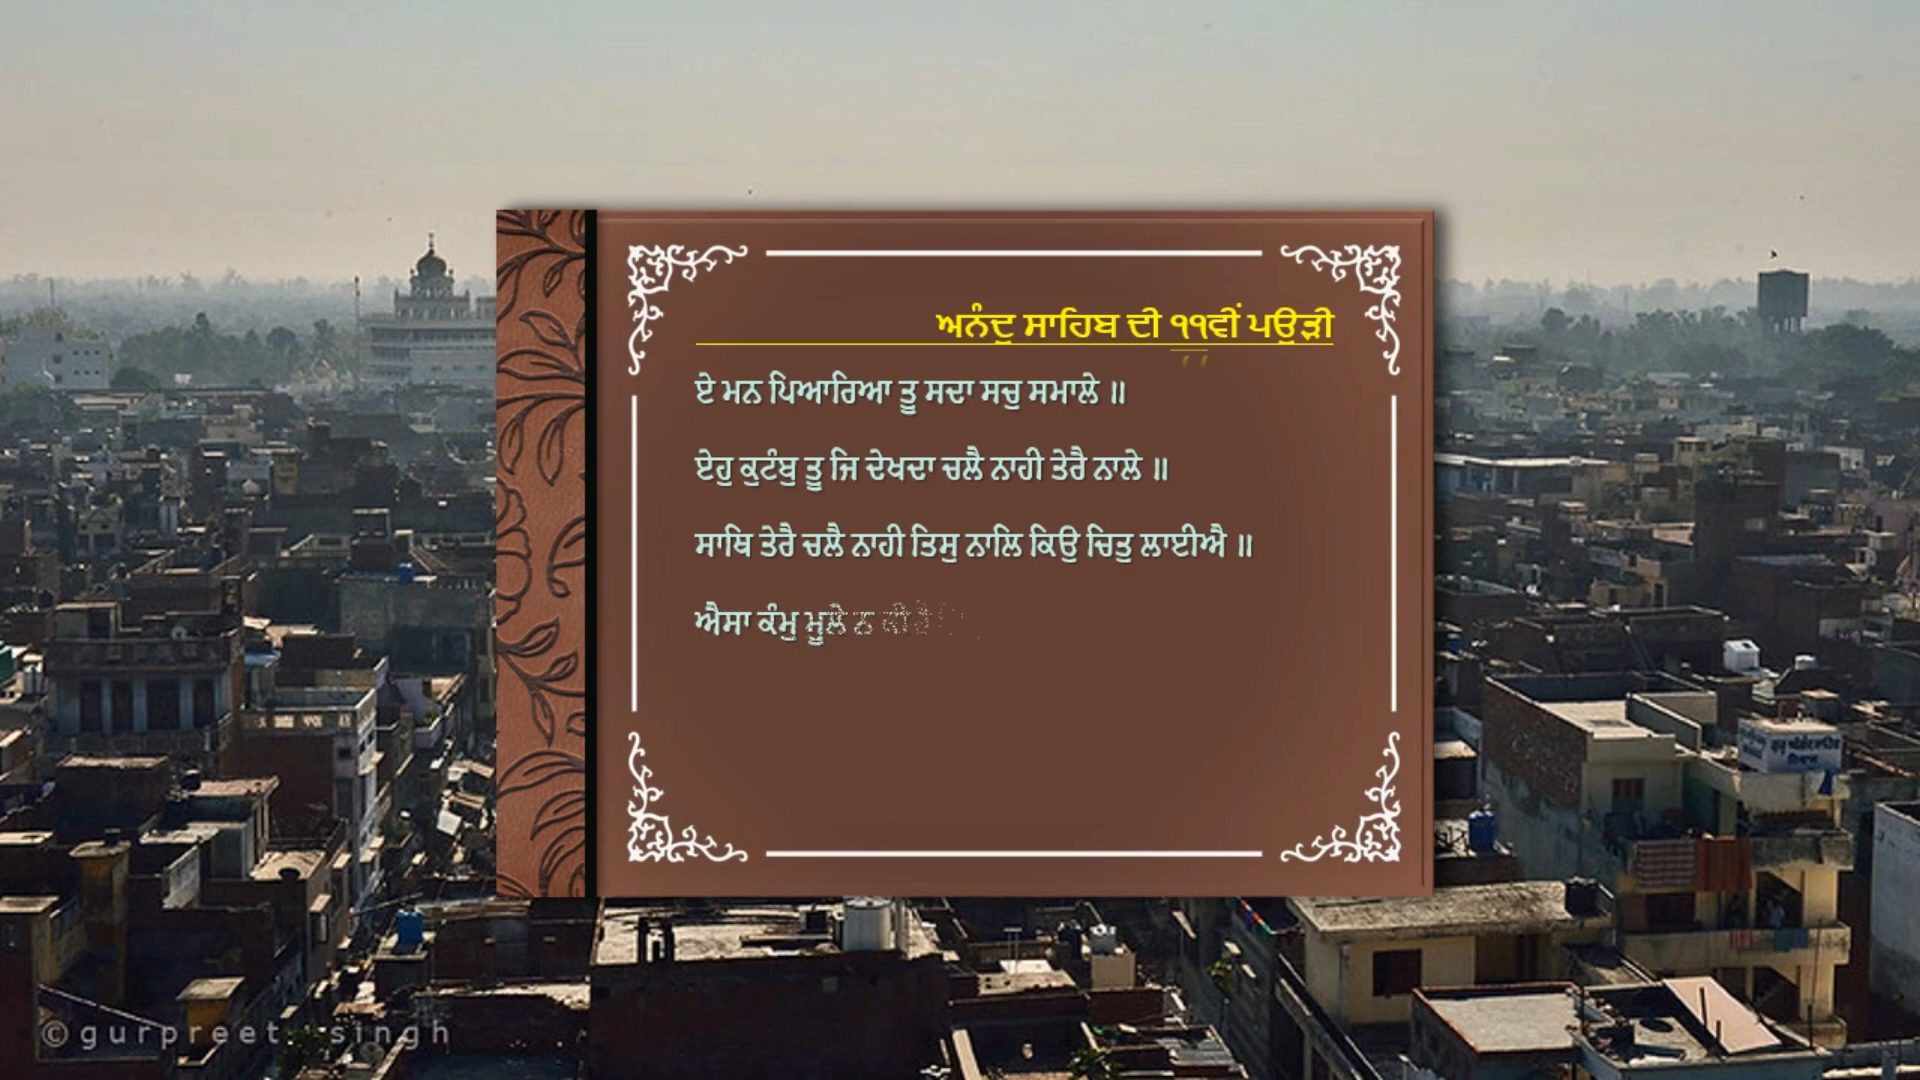 ਅਨੰਦੁ ਸਾਹਿਬ ਦੀ ੧੧ਵੀਂ ਪਉੜੀ
ਏ ਮਨ ਪਿਆਰਿਆ ਤੂ ਸਦਾ ਸਚੁ ਸਮਾਲੇ ॥
ਏਹੁ ਕੁਟੰਬੁ ਤੂ ਜਿ ਦੇਖਦਾ ਚਲੈ ਨਾਹੀ ਤੇਰੈ ਨਾਲੇ ॥
ਸਾਥਿ ਤੇਰੈ ਚਲੈ ਨਾਹੀ ਤਿਸੁ ਨਾਲਿ ਕਿਉ ਚਿਤੁ ਲਾਈਐ ॥
ਐਸਾ ਕੰਮੁ ਮੂਲੇ ਨ
©gurpreet singh